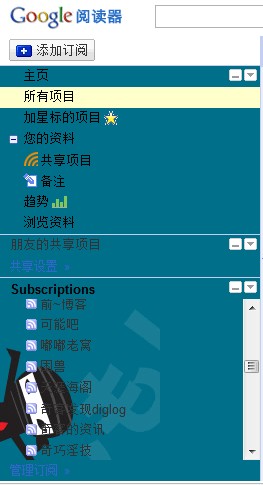 Google 阅读器
添加订阅
主页
所有项目
加星标的项目
您的资料
共享项目
备注
趋势
浏览资料
朋友的共享项目
共享设置 »
Subscriptions
前~博客
可能吧
嘟嘟老窝
困兽
奇发现diglog
的资讯
奇巧淫技
管理订阅 »